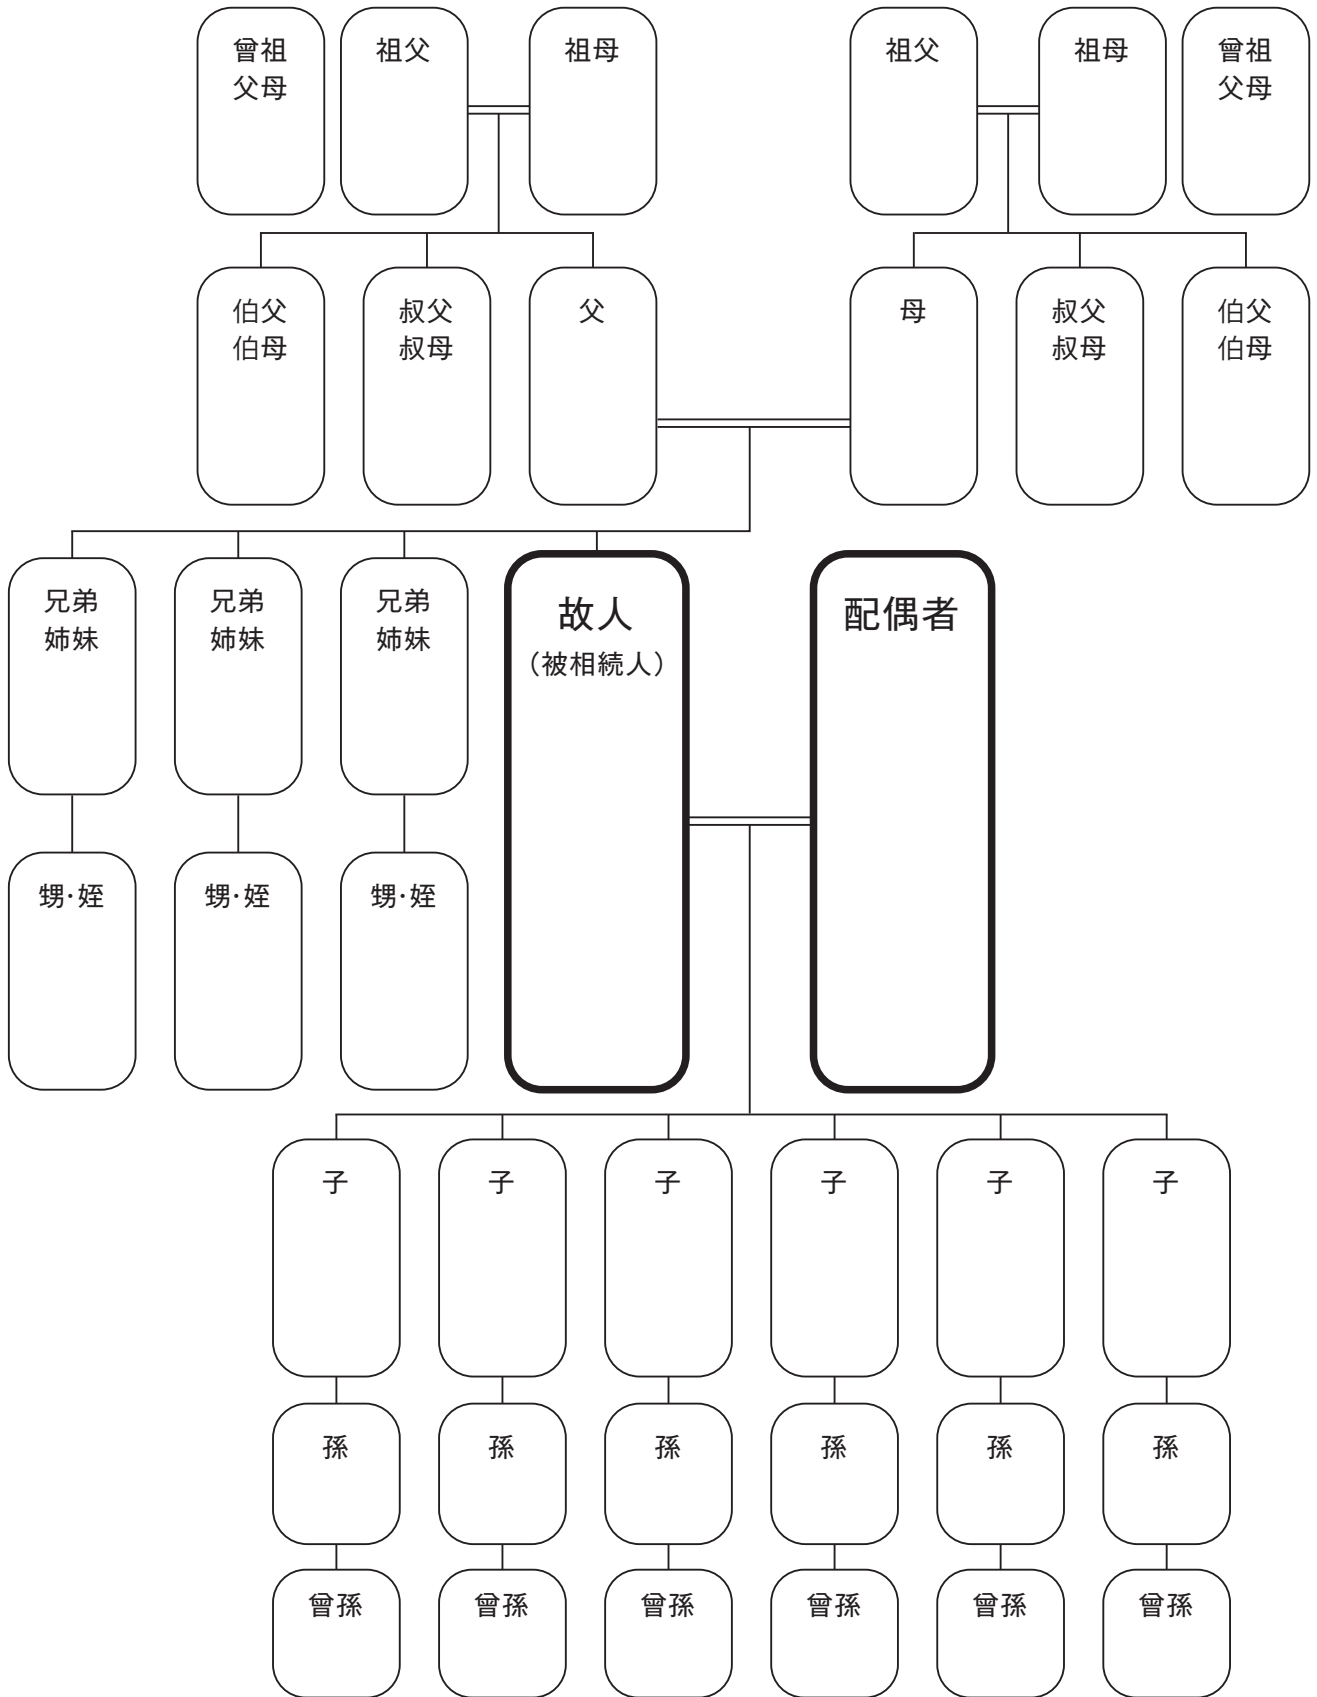 曾祖
父母
祖父
祖母
祖父
祖母
曾祖
父母
伯父
伯母
叔父
叔母
父
母
叔父
叔母
伯父
伯母
兄弟
姉妹
兄弟
姉妹
兄弟
姉妹
故人
（被相続人）
配偶者
甥・姪
甥・姪
甥・姪
子
子
子
子
子
子
孫
孫
孫
孫
孫
孫
曾孫
曾孫
曾孫
曾孫
曾孫
曾孫